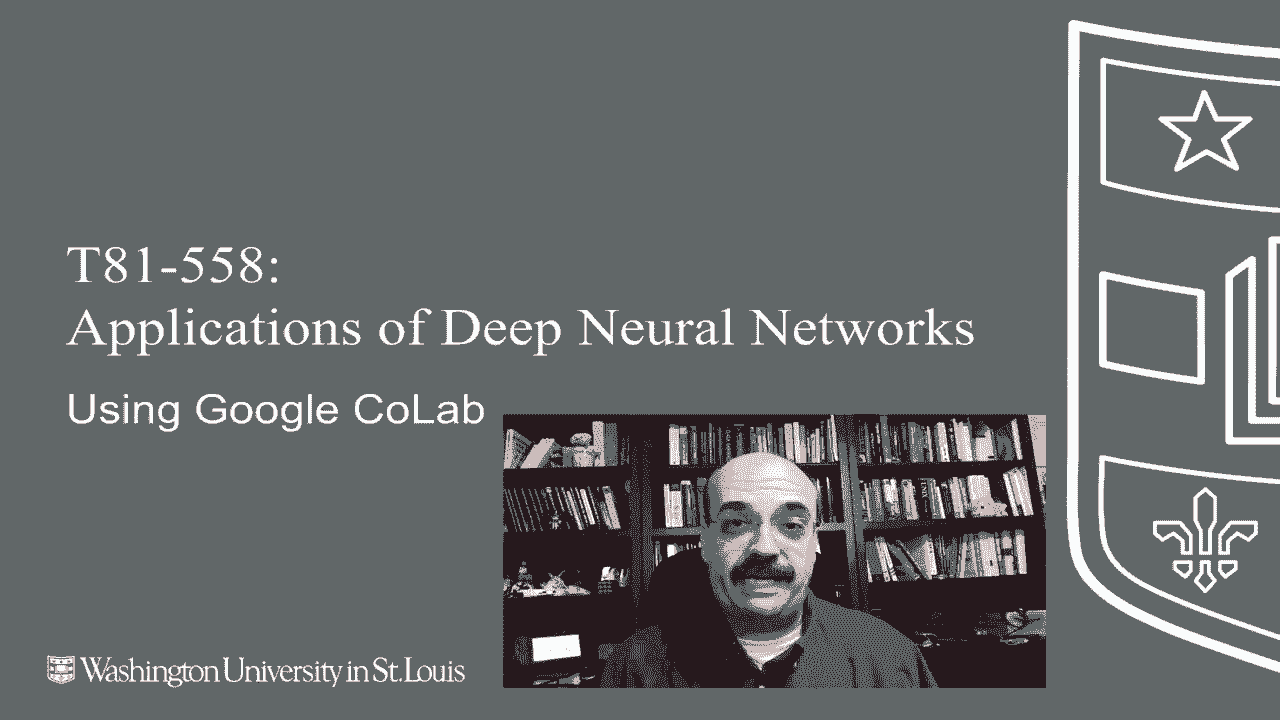 T81-558:
Applications of Deep Neural Networks
Using Google CoLab
Washington University in St. Louis